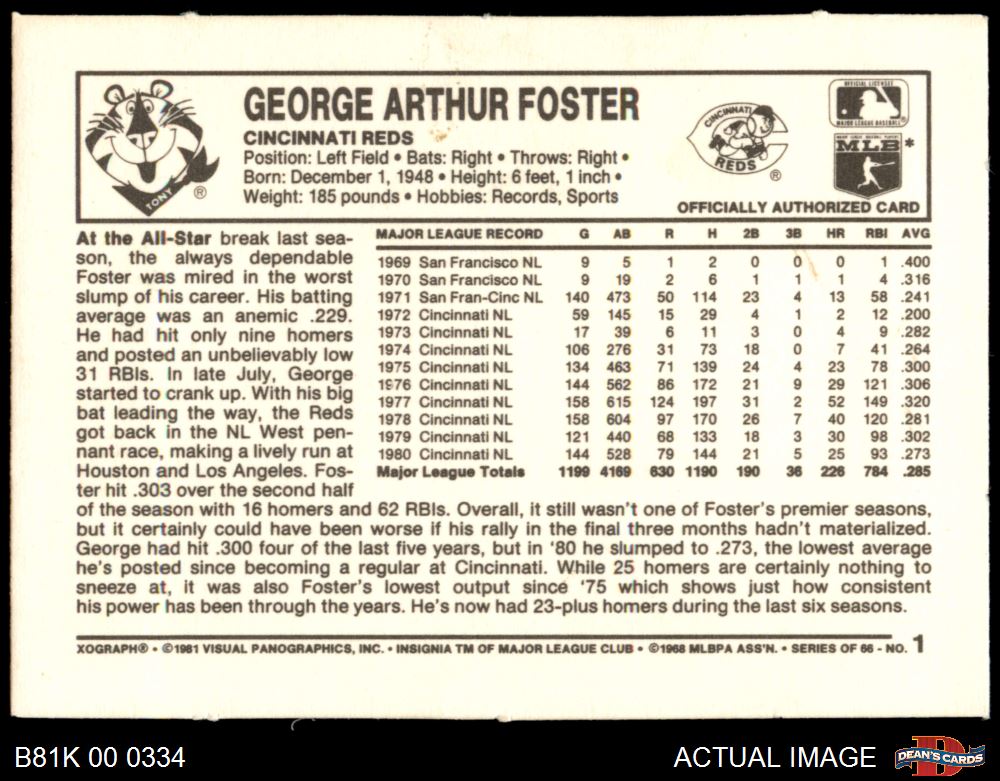 GEORGE ARTHUR FOSTER
CINCINNATI REDS
Position: Left Field • Bats: Right • Throws: Right •
Born: December 1, 1948 • Height: 6 feet, 1 inch •
Weight: 185 pounds • Hobbies: Records, Sports
TONY ®
CINCINNATI
REDS ®
OFFICIAL LICENSEE
MAJOR LEAGUE BASEBALL
MAJOR LEAGUE BASEBALL PLAYERS
MLB *
OFFICIALLY AUTHORIZED CARD
At the All-Star break last sea-
son, the always dependable
Foster was mired in the worst
slump of his career. His batting
average was an anemic .229.
He had hit only nine homers
and posted an unbelievably low
31 RBIs. In late July, George
started to crank up. With his big
bat leading the way, the Reds
got back in the NL West pen-
nant race, making a lively run at
Houston and Los Angeles. Fos-
ter hit .303 over the second half
MAJOR LEAGUE RECORD G AB R H 2B 3B HR RBI AVG
1969 San Francisco NL 9 5 1 2 0 0 0 1 .400
1970 San Francisco NL 9 19 2 6 1 1 1 4 .316
1971 San Fran-Cinc NL 140 473 50 114 23 4 13 58 .241
1972 Cincinnati NL 59 145 15 29 4 1 2 12 .200
1973 Cincinnati NL 17 39 6 11 3 0 4 9 .282
1974 Cincinnati NL 106 276 31 73 18 0 7 41 .264
1975 Cincinnati NL 134 463 71 139 24 4 23 78 .300
1976 Cincinnati NL 144 562 86 172 21 9 29 121 .306
1977 Cincinnati NL 158 615 124 197 31 2 52 149 .320
1978 Cincinnati NL 158 604 97 170 26 7 40 120 .281
1979 Cincinnati NL 121 440 68 133 18 3 30 98 .302
1980 Cincinnati NL 144 528 79 144 21 5 25 93 .273
Major League Totals 1199 4169 630 1190 190 36 226 784 .285
of the season with 16 homers and 62 RBIs. Overall, it still wasn't one of Foster's premier seasons,
but it certainly could have been worse if his rally in the final three months hadn't materialized.
George had hit .300 four of the last five years, but in '80 he slumped to .273, the lowest average
he's posted since becoming a regular at Cincinnati. While 25 homers are certainly nothing to
sneeze at, it was also Foster's lowest output since '75 which shows just how consistent
his power has been through the years. He's now had 23-plus homers during the last six seasons.
XOGRAPH® • ©1981 VISUAL PANOGRAPHICS, INC. • INSIGNIA TM OF MAJOR LEAGUE CLUB • ©1968 MLBPA ASS'N. • SERIES OF 66 - NO. 1
B81K 00 0334
ACTUAL IMAGE
DEAN'S CARDS